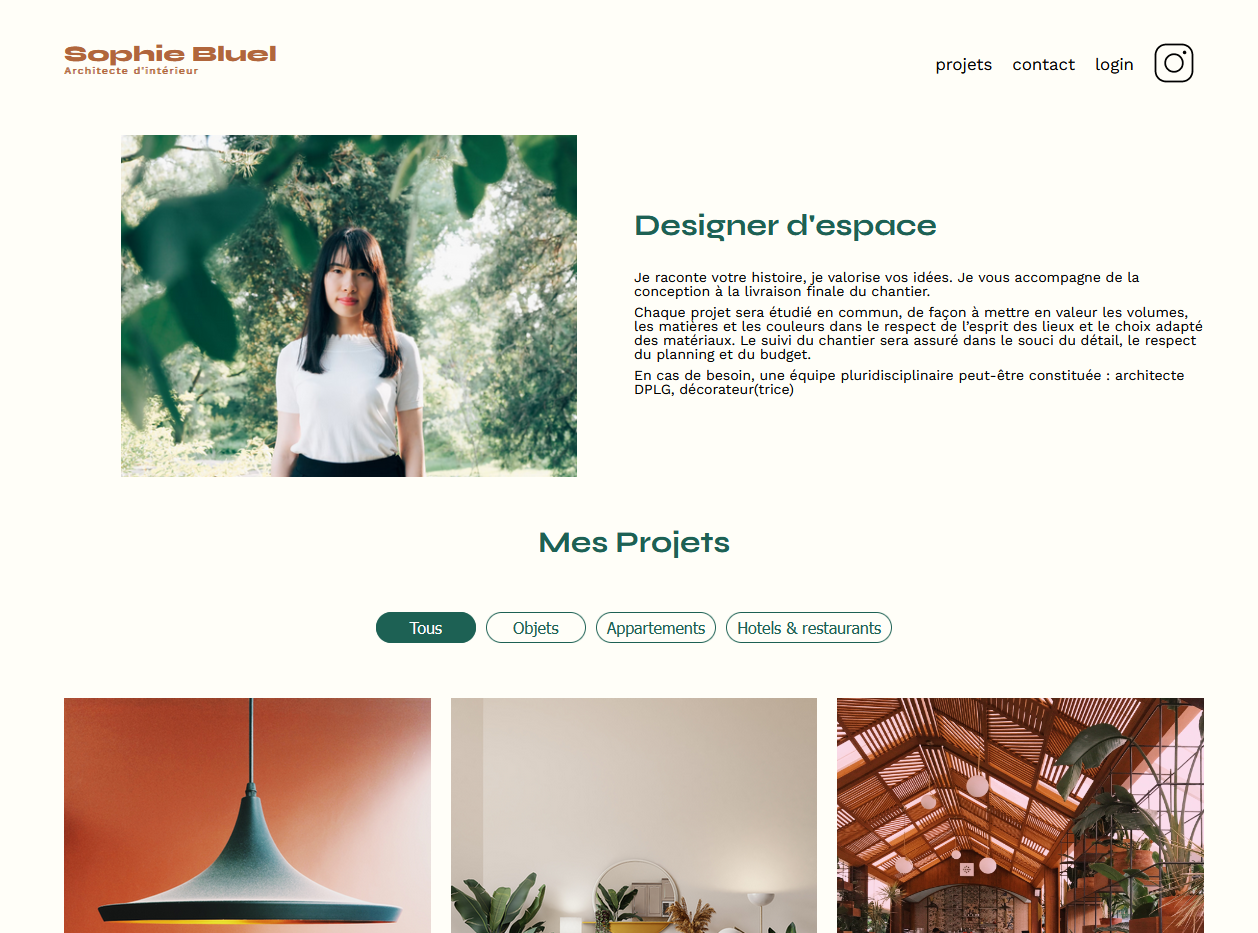 Sophie Bluel
Architecte d'intérieur
projets contact login
Designer d'espace
Je raconte votre histoire, je valorise vos idées. Je vous accompagne de la
conception à la livraison finale du chantier.
Chaque projet sera étudié en commun, de façon à mettre en valeur les volumes,
les matières et les couleurs dans le respect de l’esprit des lieux et le choix adapté
des matériaux. Le suivi du chantier sera assuré dans le souci du détail, le respect
du planning et du budget.
En cas de besoin, une équipe pluridisciplinaire peut-être constituée : architecte
DPLG, décorateur(trice)
Mes Projets
Tous Objets Appartements Hotels & restaurants